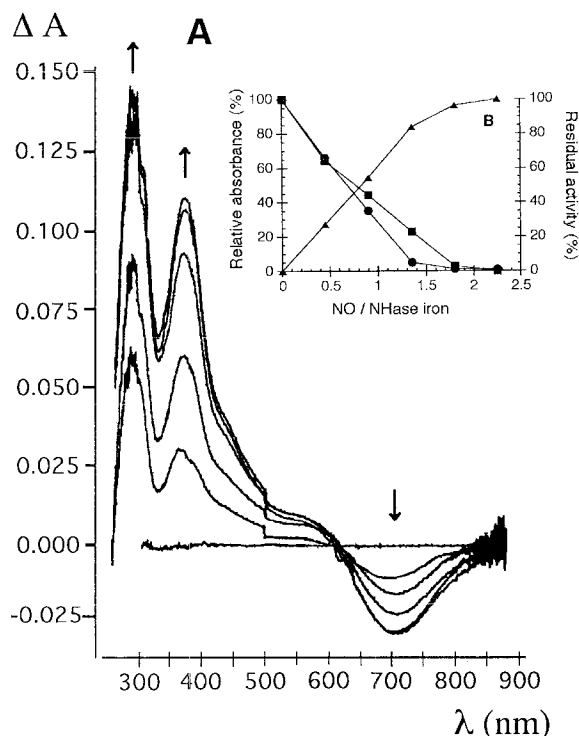 Δ A
A
0.150
0.125
0.100
0.075
0.050
0.025
0.000
-0.025
300 400 500 600 700 800 900
λ (nm)
B
Relative absorbance (%)
100
80
60
40
20
0
Residual activity (%)
100
80
60
40
20
0
0 0.5 1 1.5 2 2.5
NO / NHase iron